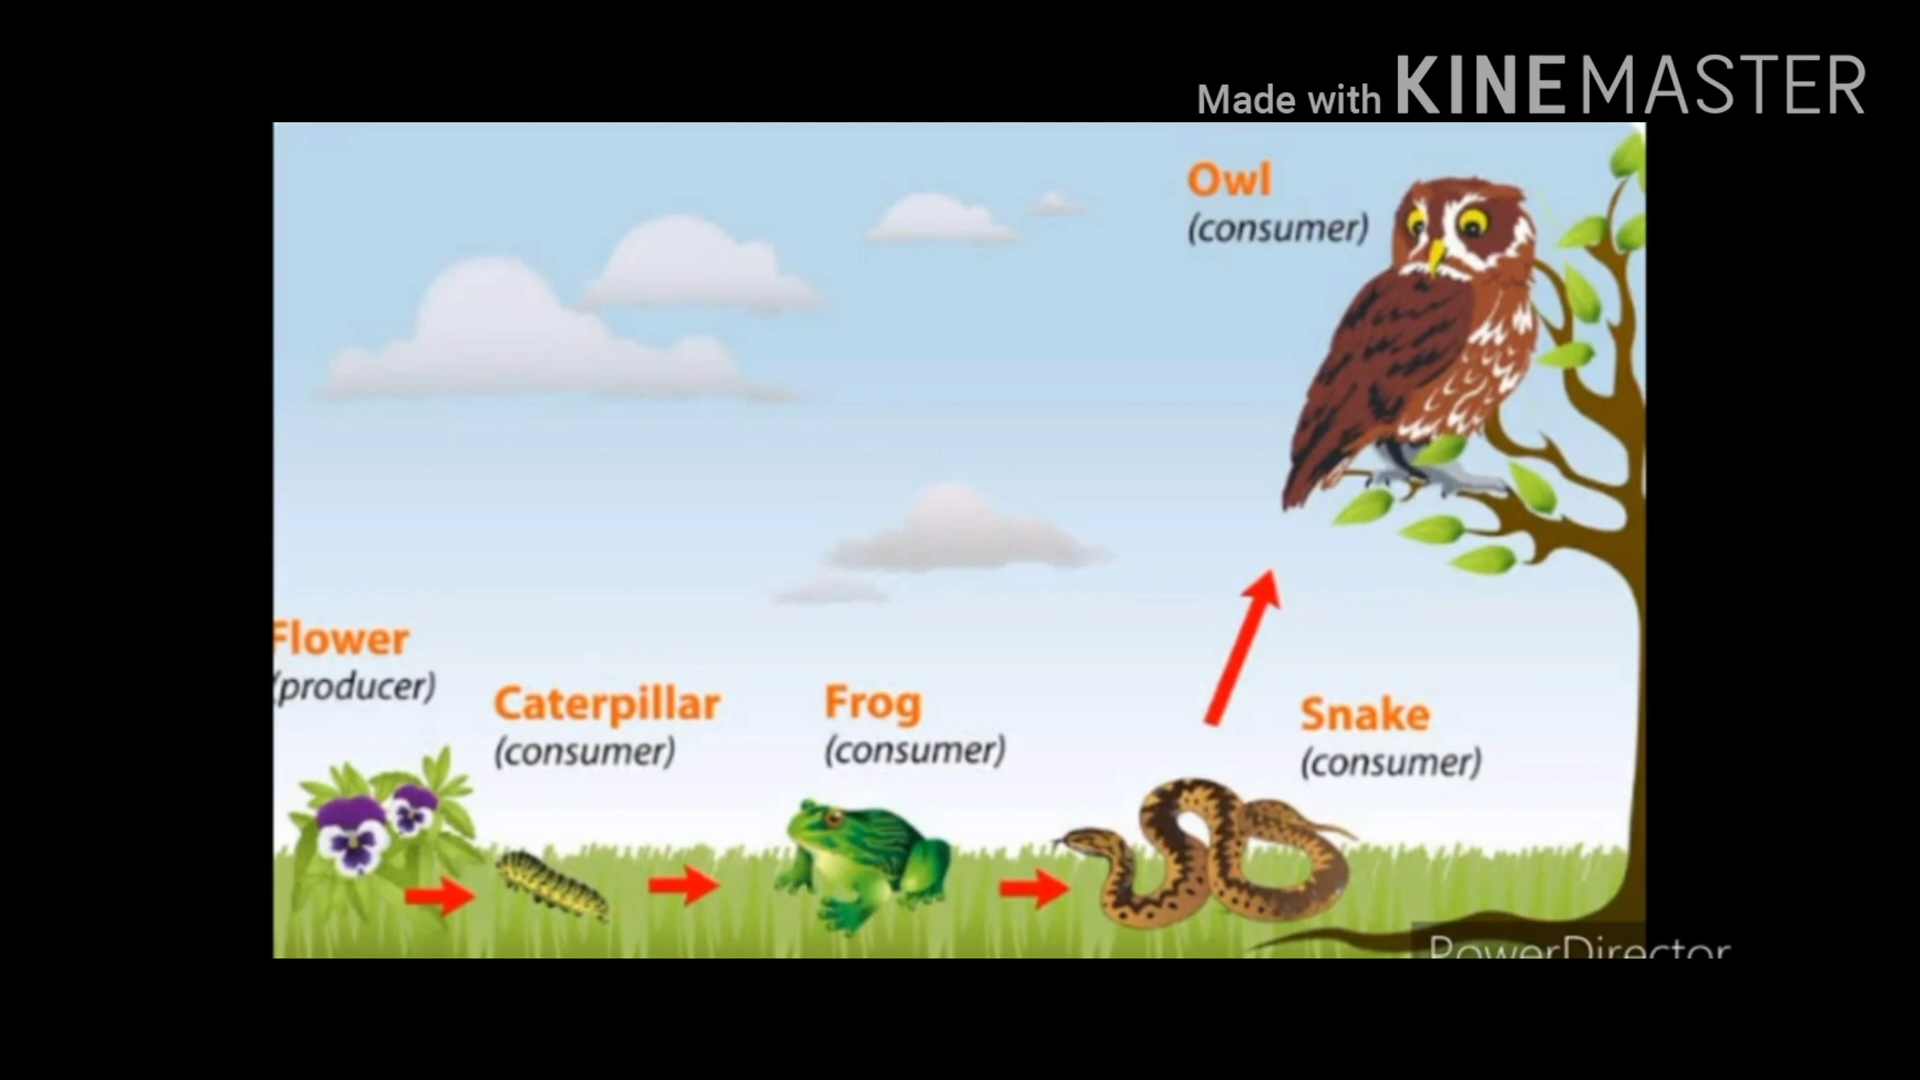 Made with KINEMASTER
Owl
(consumer)
Flower
(producer)
Caterpillar
(consumer)
Frog
(consumer)
Snake
(consumer)
PowerDirector